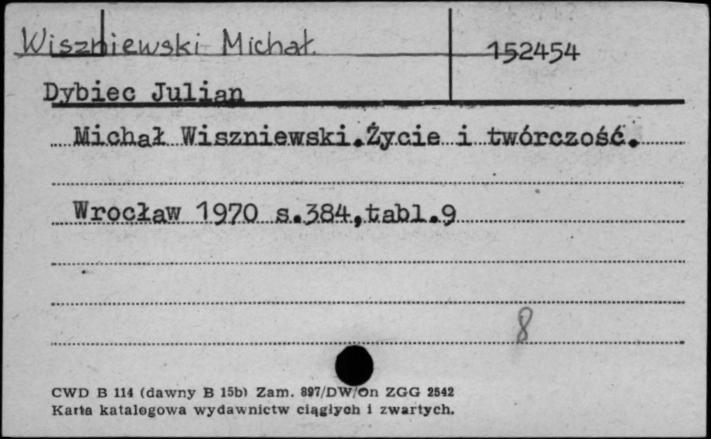 Wiszniewski Michał. 152454
Dybiec Julian
Michał Wiszniewski.Życie i twórczość.
Wrocław 1970 s.384,tabl.9
8
CWD B 114 (dawny B 15b) Zam. 897/DW/On ZGG 2542
Karta katalogowa wydawnictw ciągłych i zwartych.